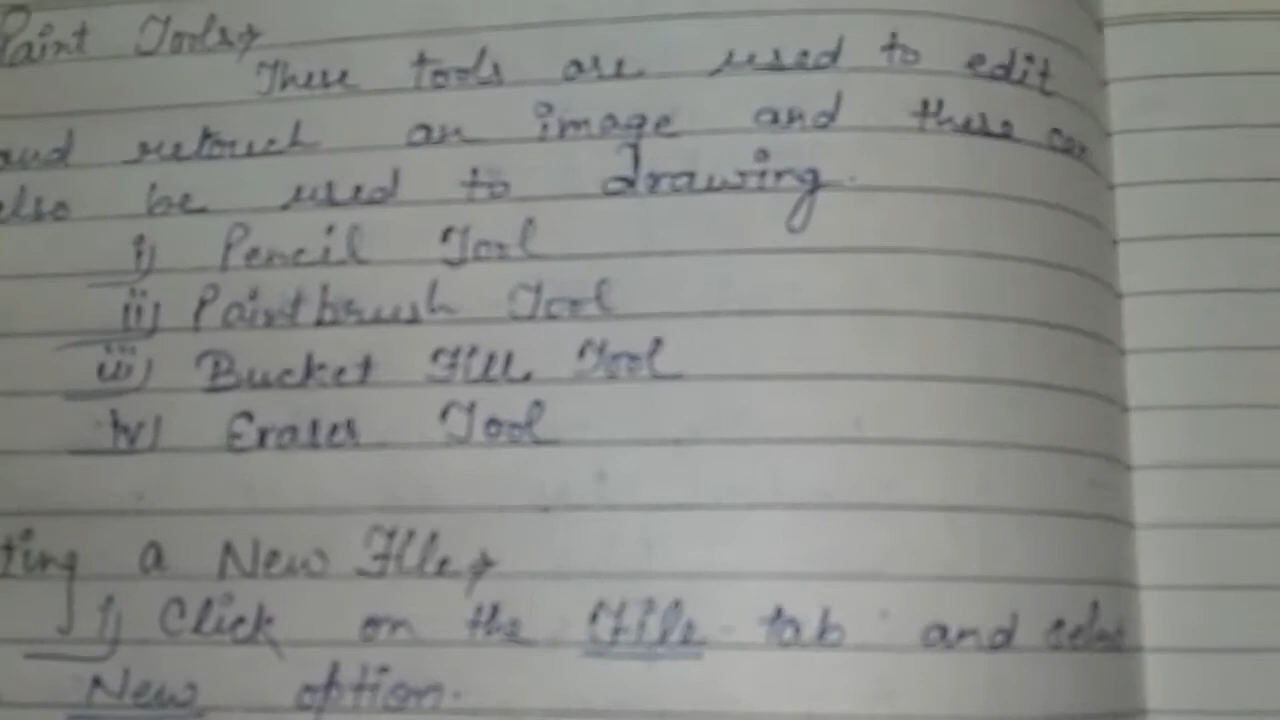 Paint Tools→
These tools are used to edit
and retouch an image and these can
also be used to drawing.
i) Pencil Tool
ii) Paintbrush Tool
iii) Bucket Fill Tool
iv) Eraser Tool
ting a New File→
i) Click on the File tab and select
New option.